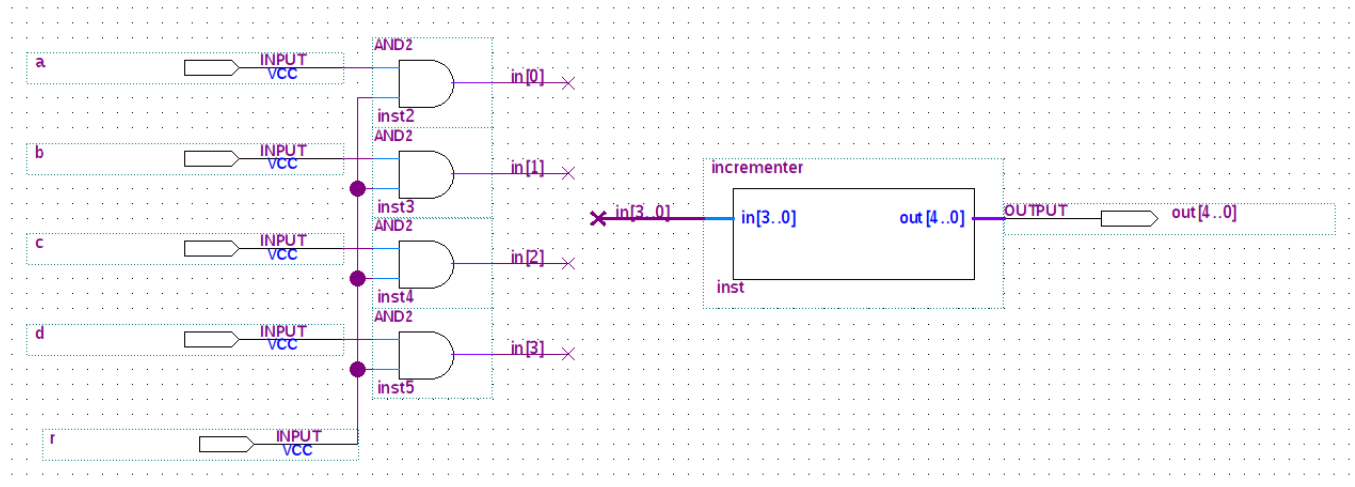 AND2
a
INPUT
VCC
in[0]
inst2
AND2
b
INPUT
VCC
in[1]
inst3
AND2
c
INPUT
VCC
in[2]
inst4
AND2
d
INPUT
VCC
in[3]
inst5
r
INPUT
VCC
incrementer
in[3..0]
in[3..0]
out[4..0]
OUTPUT
out[4..0]
inst